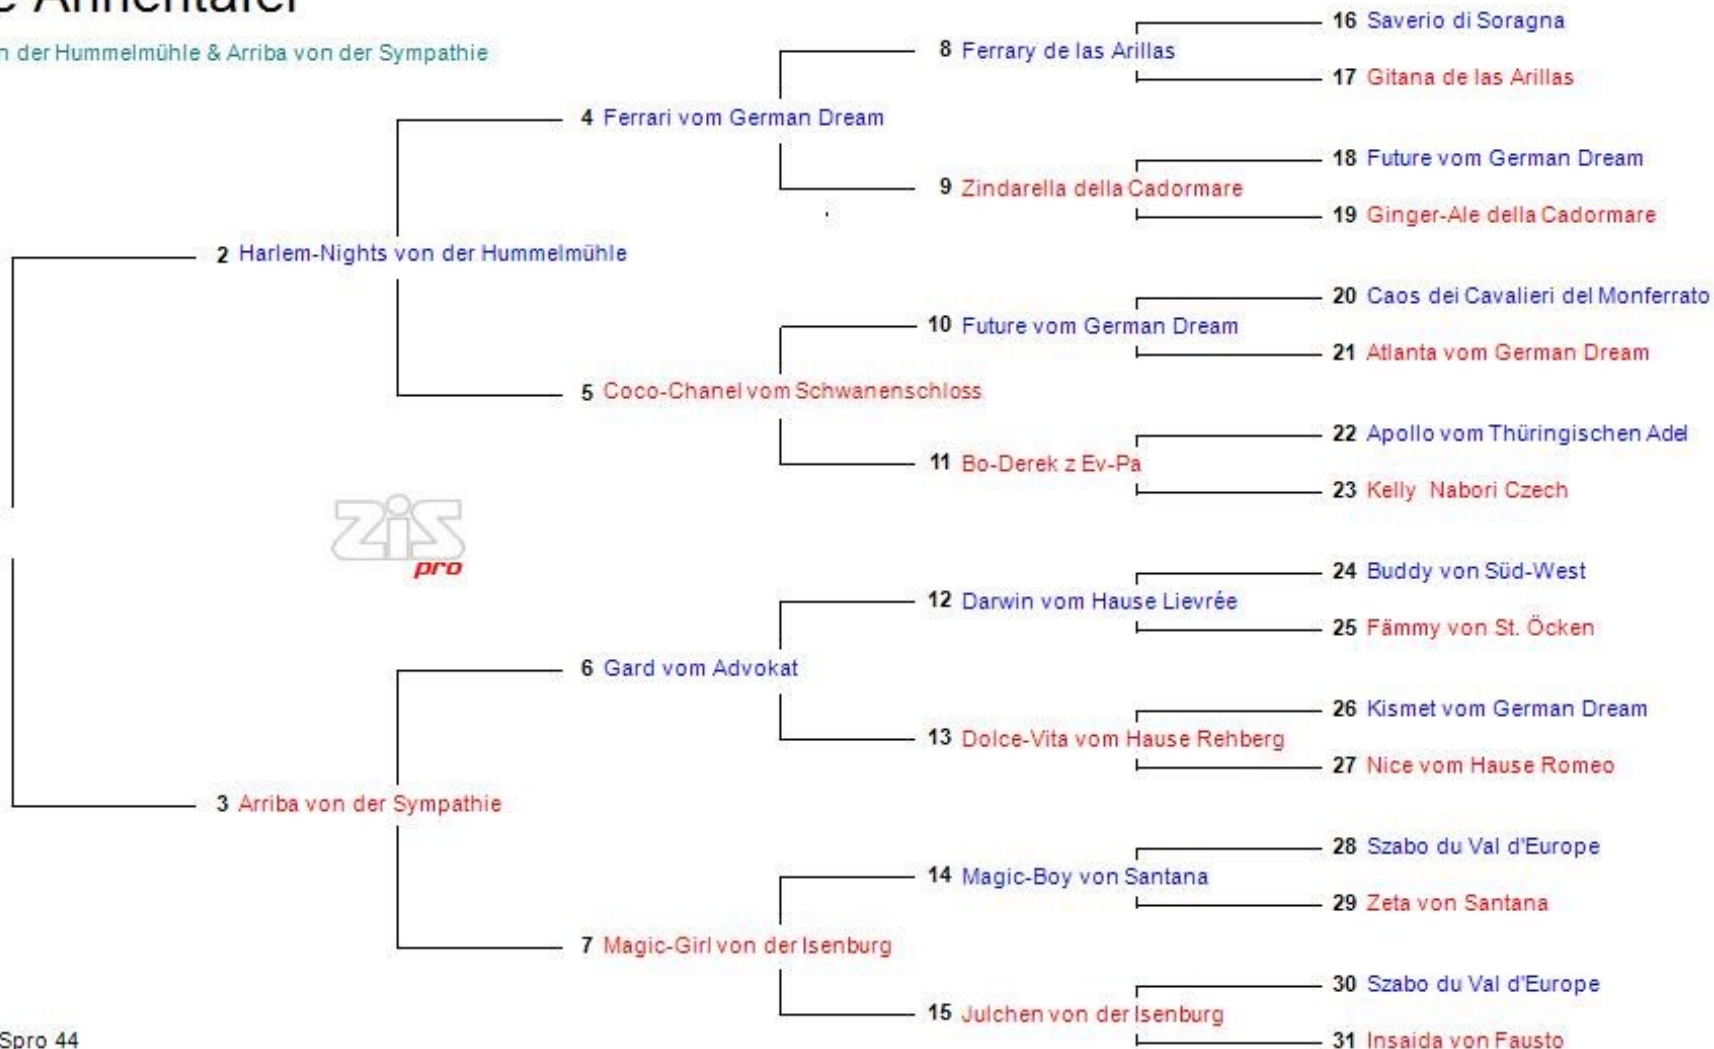 Ahnentafel
der Hummelmühle & Arriba von der Sympathie
16 Saverio di Soragna
8 Ferrary de las Arillas
17 Gitana de las Arillas
4 Ferrari vom German Dream
18 Future vom German Dream
9 Zindarella della Cadormare
19 Ginger-Ale della Cadormare
2 Harlem-Nights von der Hummelmühle
20 Caos dei Cavalieri del Monferrato
10 Future vom German Dream
21 Atlanta vom German Dream
5 Coco-Chanel vom Schwanenschloss
22 Apollo vom Thüringischen Adel
11 Bo-Derek z Ev-Pa
23 Kelly Nabori Czech
ZiS
pro
24 Buddy von Süd-West
12 Darwin vom Hause Lievrée
25 Fämmy von St. Öcken
6 Gard vom Advokat
26 Kismet vom German Dream
13 Dolce-Vita vom Hause Rehberg
27 Nice vom Hause Romeo
3 Arriba von der Sympathie
28 Szabo du Val d'Europe
14 Magic-Boy von Santana
29 Zeta von Santana
7 Magic-Girl von der Isenburg
30 Szabo du Val d'Europe
15 Julchen von der Isenburg
31 Insaida von Fausto
Spro 44